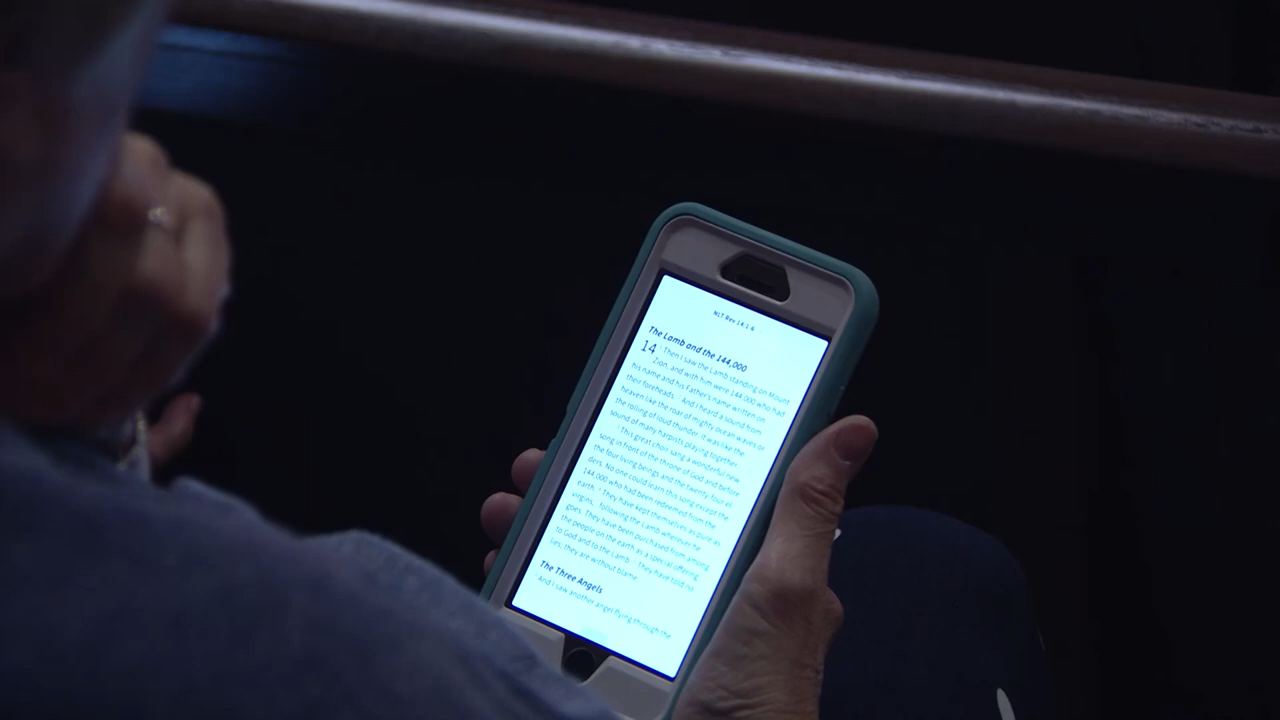 NLT Rev 14:1-6
The Lamb and the 144,000
14 Then I saw the Lamb standing on Mount
Zion, and with him were 144,000 who had
his name and his Father's name written on
their foreheads. And I heard a sound from
heaven like the roar of mighty ocean waves or
the rolling of loud thunder. It was like the
sound of many harpists playing together.
This great choir sang a wonderful new
song in front of the throne of God and before
the four living beings and the twenty-four el-
ders. No one could learn this song except the
144,000 who had been redeemed from the
earth. They have kept themselves as pure as
virgins, following the Lamb wherever he
goes. They have been purchased from among
the people on the earth as a special offering
to God and to the Lamb. They have told no
lies; they are without blame.
The Three Angels
And I saw another angel flying through the